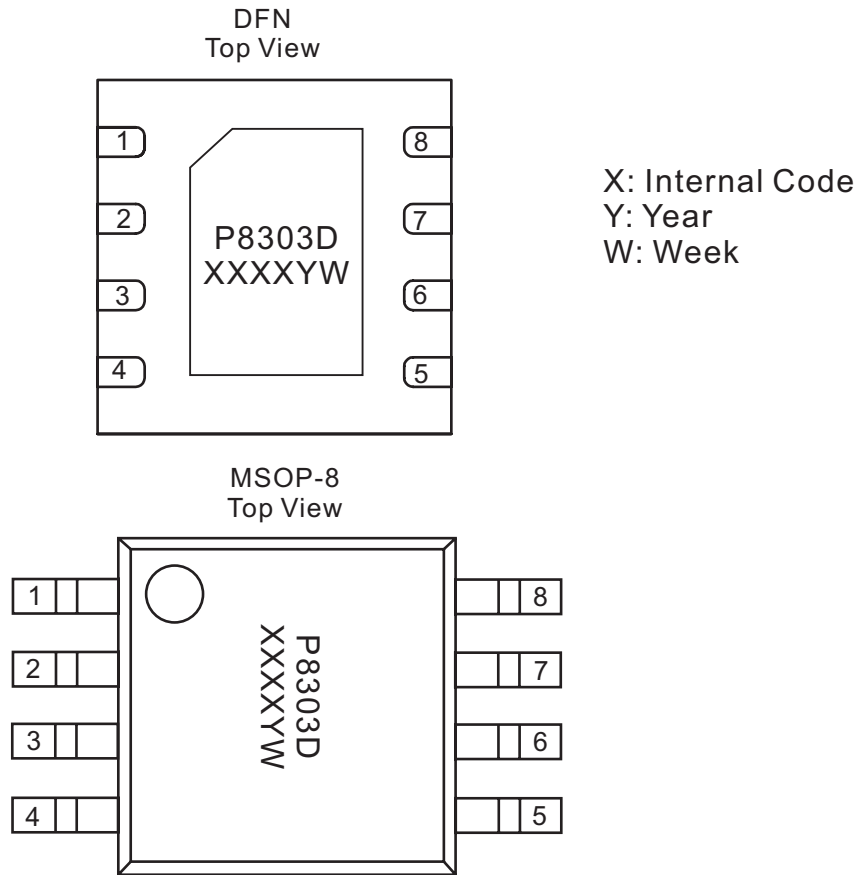 DFN
Top View
1
8
2
7
3
6
4
5
P8303D
XXXXYW
X: Internal Code
Y: Year
W: Week
MSOP-8
Top View
1
8
2
7
3
6
4
5
P8303D
XXXXYW